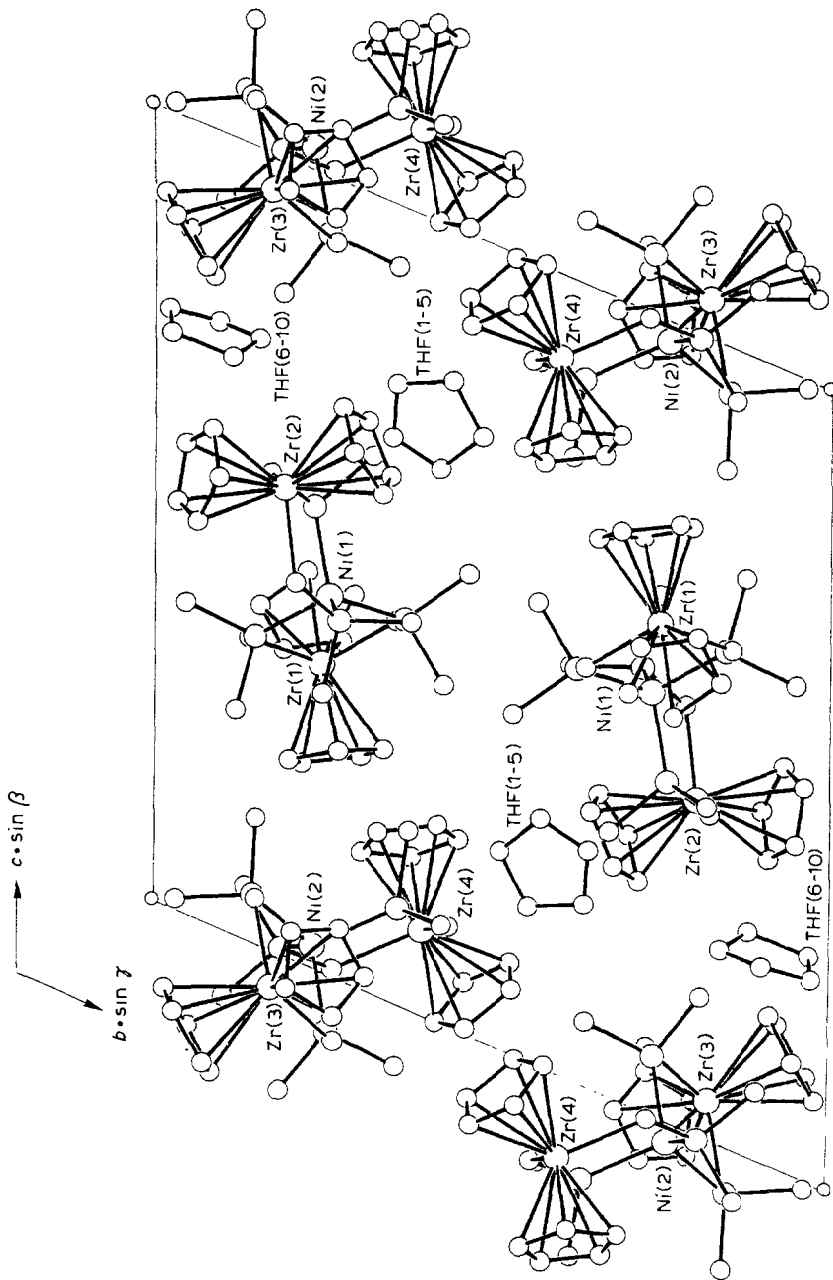 c·sin β
b·sin γ
Ni(2)
Zr(3)
Zr(4)
THF(6-10)
THF(1-5)
Zr(2)
Ni(1)
Zr(1)
Zr(4)
Zr(3)
Ni(2)
Zr(1)
Ni(1)
THF(1-5)
Zr(2)
THF(6-10)
Ni(2)
Zr(3)
Zr(4)
Zr(4)
Zr(3)
Ni(2)